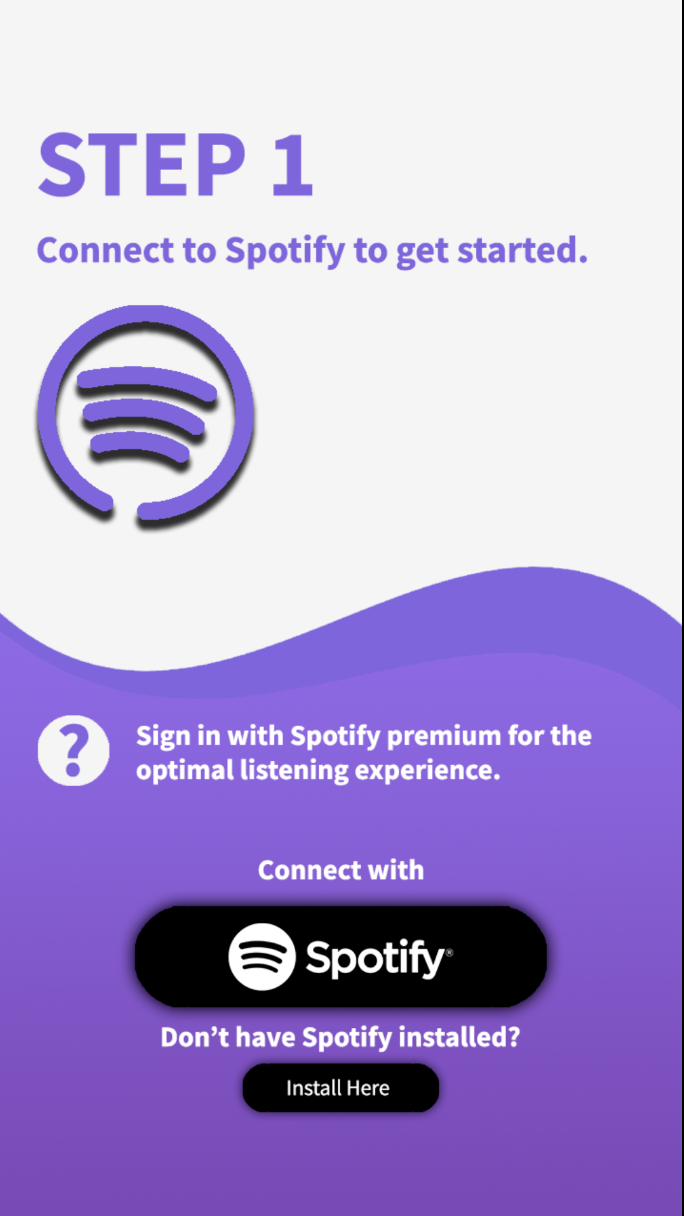 STEP 1
Connect to Spotify to get started.
?
Sign in with Spotify premium for the
optimal listening experience.
Connect with
Spotify®
Don’t have Spotify installed?
Install Here